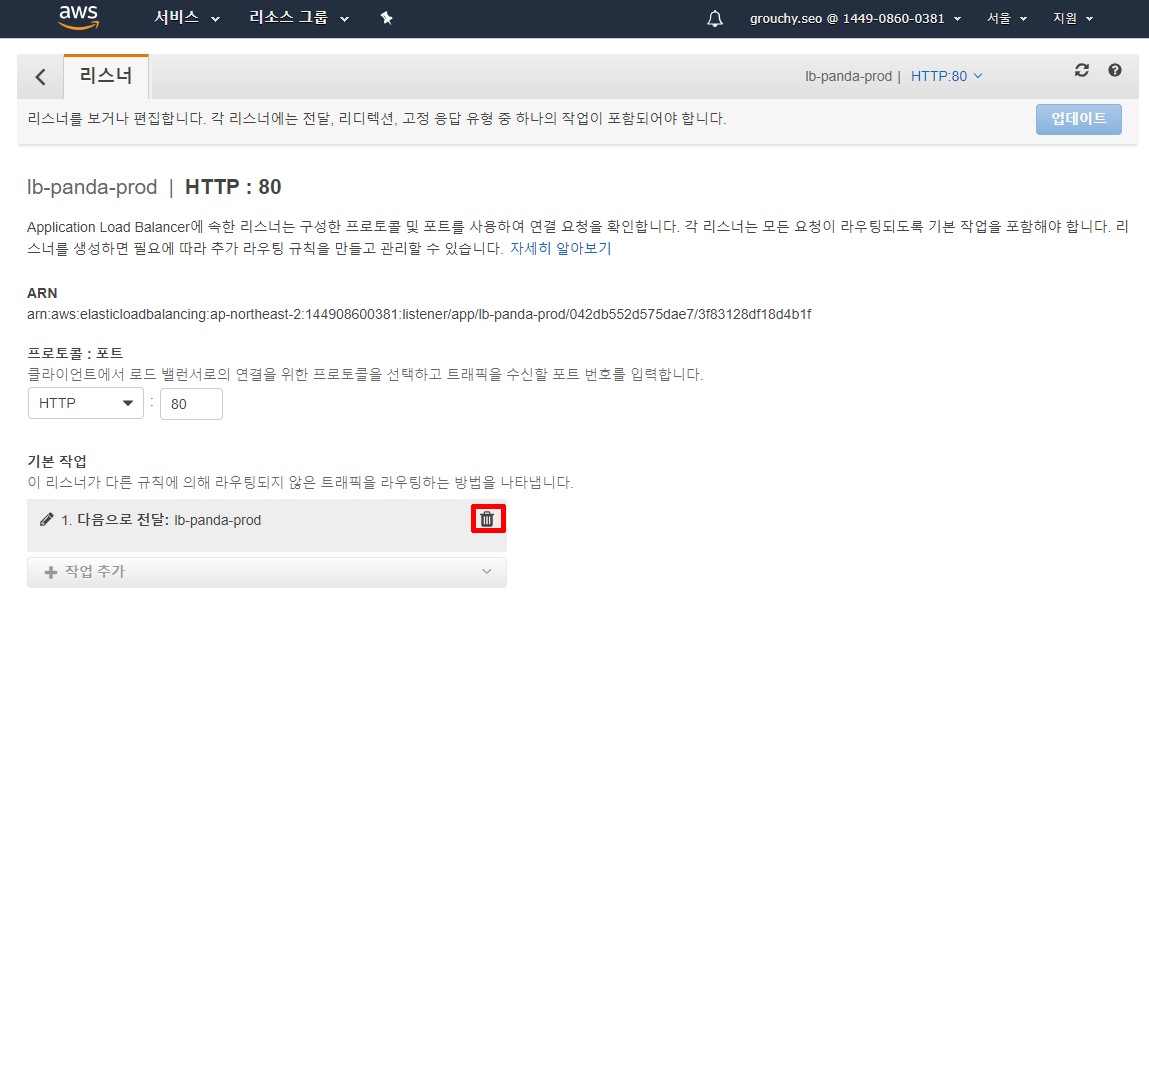 aws 서비스 리소스 그룹 grouchy.seo @ 1449-0860-0381 서울 지원
리스너 lb-panda-prod | HTTP:80
리스너를 보거나 편집합니다. 각 리스너에는 전달, 리디렉션, 고정 응답 유형 중 하나의 작업이 포함되어야 합니다. 업데이트
lb-panda-prod | HTTP : 80
Application Load Balancer에 속한 리스너는 구성한 프로토콜 및 포트를 사용하여 연결 요청을 확인합니다. 각 리스너는 모든 요청이 라우팅되도록 기본 작업을 포함해야 합니다. 리
스너를 생성하면 필요에 따라 추가 라우팅 규칙을 만들고 관리할 수 있습니다. 자세히 알아보기
ARN
arn:aws:elasticloadbalancing:ap-northeast-2:144908600381:listener/app/lb-panda-prod/042db552d575dae7/3f83128df18d4b1f
프로토콜 : 포트
클라이언트에서 로드 밸런서로의 연결을 위한 프로토콜을 선택하고 트래픽을 수신할 포트 번호를 입력합니다.
HTTP : 80
기본 작업
이 리스너가 다른 규칙에 의해 라우팅되지 않은 트래픽을 라우팅하는 방법을 나타냅니다.
1. 다음으로 전달: lb-panda-prod
작업 추가